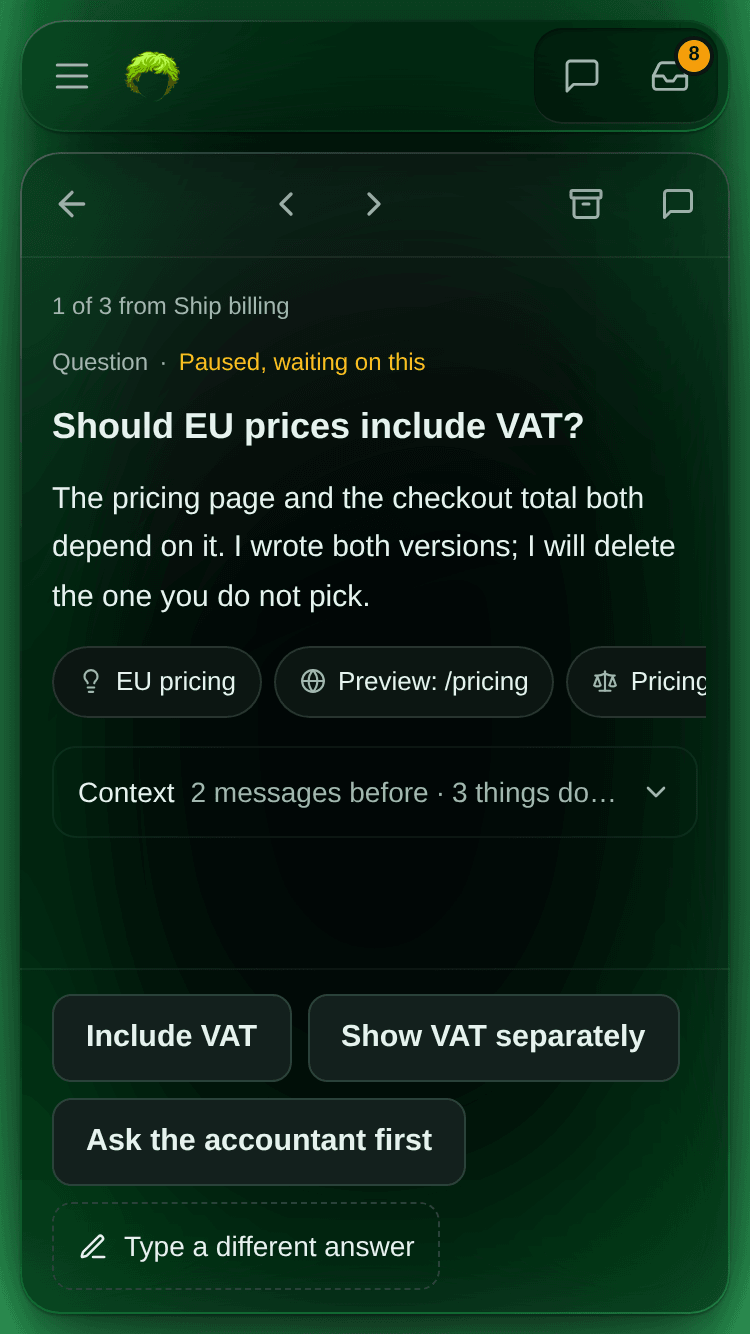 8
1 of 3 from Ship billing
Question · Paused, waiting on this
Should EU prices include VAT?
The pricing page and the checkout total both
depend on it. I wrote both versions; I will delete
the one you do not pick.
EU pricing Preview: /pricing Pricing
Context 2 messages before · 3 things do…
Include VAT Show VAT separately
Ask the accountant first
Type a different answer